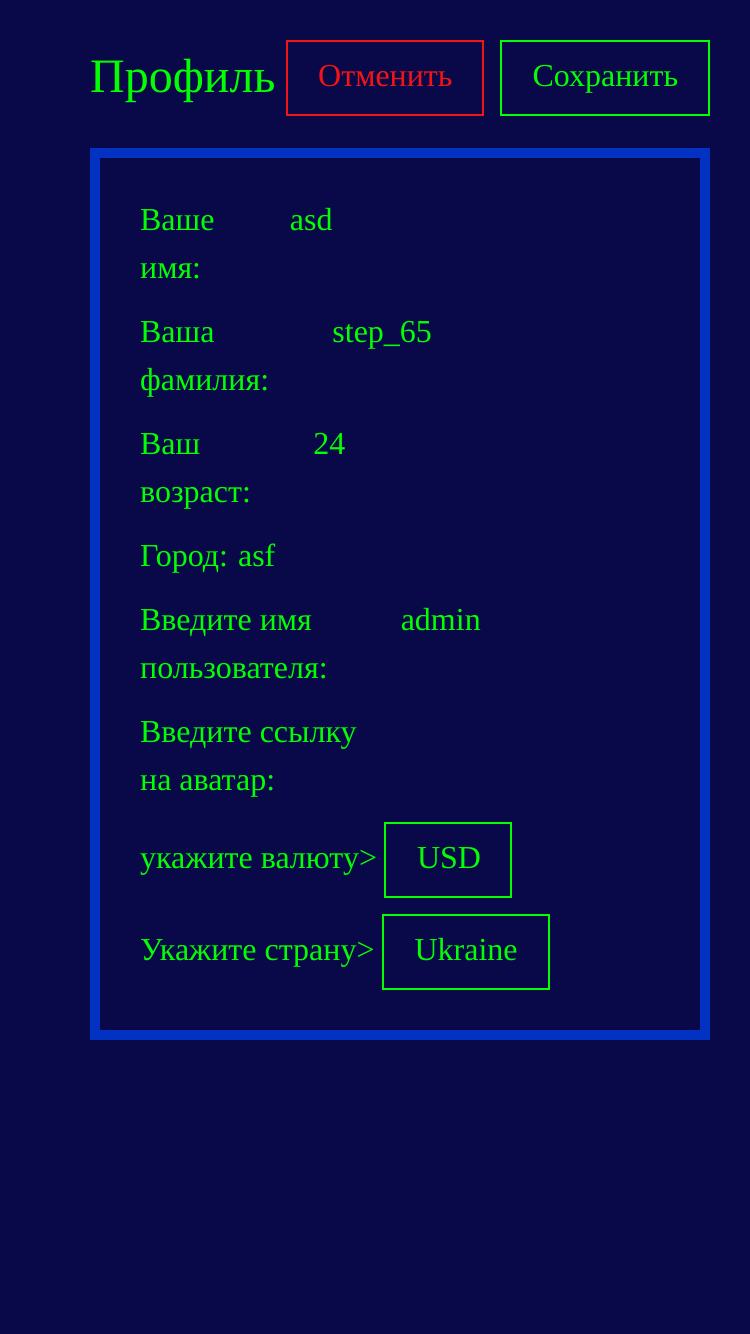 Профиль Отменить Сохранить
Ваше asd
имя:
Ваша step_65
фамилия:
Ваш 24
возраст:
Город: asf
Введите имя admin
пользователя:
Введите ссылку
на аватар:
укажите валюту> USD
Укажите страну> Ukraine